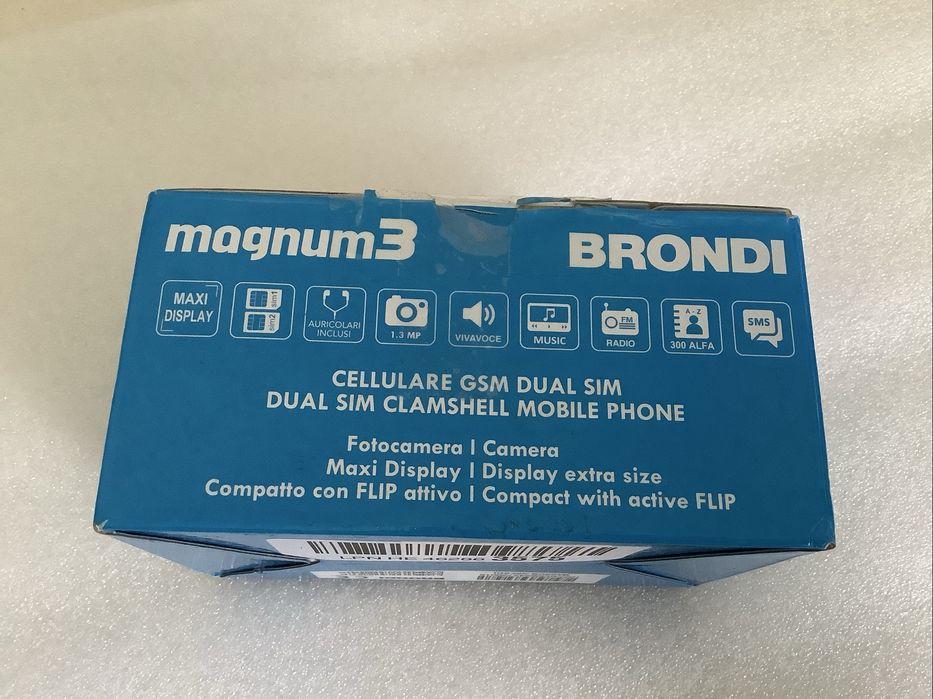 magnum3
BRONDI
MAXI
DISPLAY
sim1
sim2
AURICOLARI
INCLUSI
1.3 MP
VIVAVOCE
MUSIC
FM
RADIO
A - Z
300 ALFA
SMS
CELLULARE GSM DUAL SIM
DUAL SIM CLAMSHELL MOBILE PHONE
Fotocamera | Camera
Maxi Display | Display extra size
Compatto con FLIP attivo | Compact with active FLIP